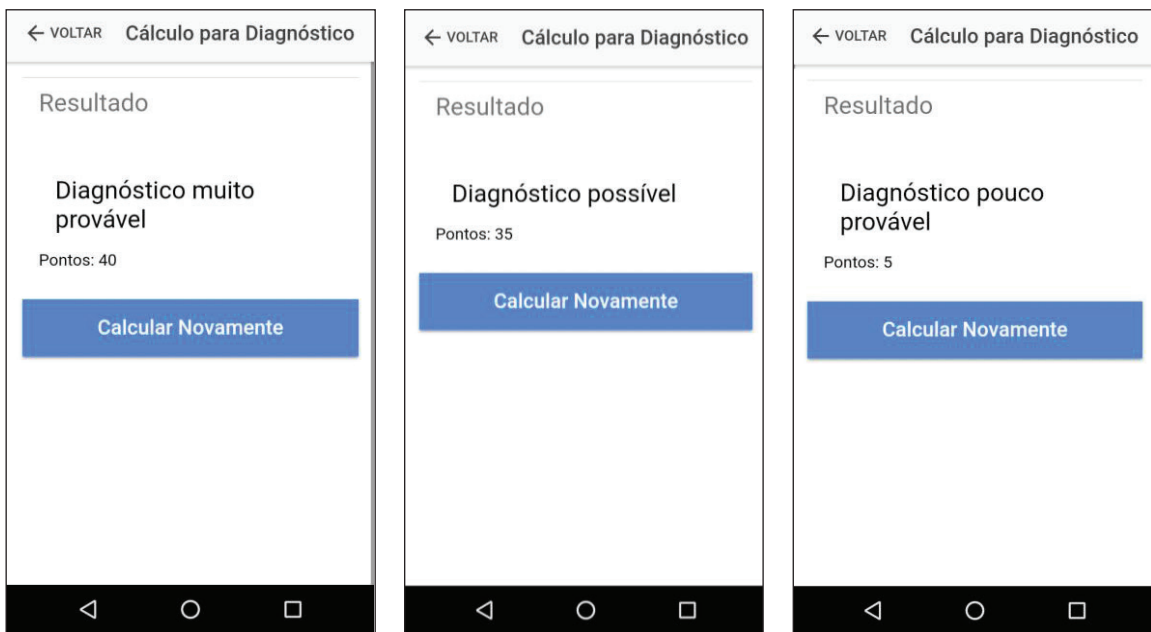 VOLTAR Cálculo para Diagnóstico
Resultado
Diagnóstico muito
provável
Pontos: 40
Calcular Novamente
VOLTAR Cálculo para Diagnóstico
Resultado
Diagnóstico possível
Pontos: 35
Calcular Novamente
VOLTAR Cálculo para Diagnóstico
Resultado
Diagnóstico pouco
provável
Pontos: 5
Calcular Novamente